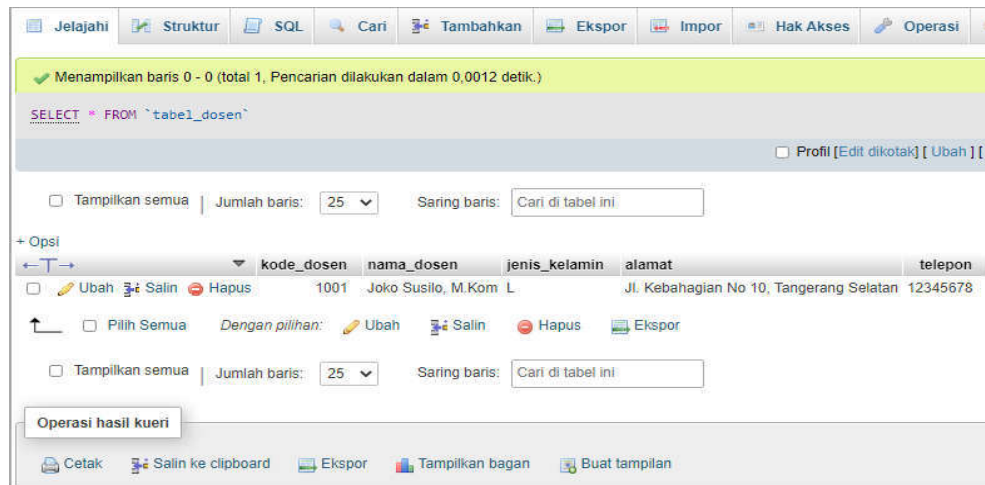 Jelajahi Struktur SQL Cari Tambahkan Ekspor Impor Hak Akses Operasi
Menampilkan baris 0 - 0 (total 1, Pencarian dilakukan dalam 0,0012 detik.)
SELECT * FROM `tabel_dosen`
Profil [Edit dikotak] [ Ubah ] [
Tampilkan semua | Jumlah baris: 25 Saring baris: Cari di tabel ini
+ Opsi
←T→ kode_dosen nama_dosen jenis_kelamin alamat telepon
Ubah Salin Hapus 1001 Joko Susilo, M.Kom L Jl. Kebahagian No 10, Tangerang Selatan 12345678
Pilih Semua Dengan pilihan: Ubah Salin Hapus Ekspor
Tampilkan semua | Jumlah baris: 25 Saring baris: Cari di tabel ini
Operasi hasil kueri
Cetak Salin ke clipboard Ekspor Tampilkan bagan Buat tampilan